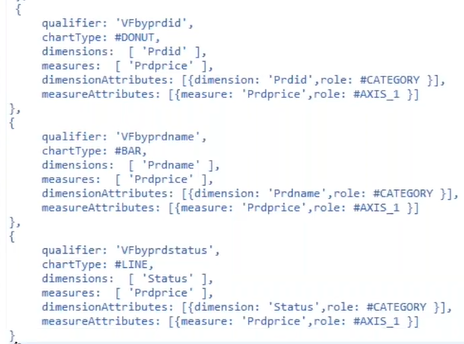 {
qualifier: 'VFbyprdid',
chartType: #DONUT,
dimensions:  [ 'Prdid' ],
measures:  [ 'Prdprice' ],
dimensionAttributes: [{dimension: 'Prdid',role: #CATEGORY }],
measureAttributes: [{measure: 'Prdprice',role: #AXIS_1 }]
},
{
qualifier: 'VFbyprdname',
chartType: #BAR,
dimensions:  [ 'Prdname' ],
measures:  [ 'Prdprice' ],
dimensionAttributes: [{dimension: 'Prdname',role: #CATEGORY }],
measureAttributes: [{measure: 'Prdprice',role: #AXIS_1 }]
},
{
qualifier: 'VFbyprdstatus',
chartType: #LINE,
dimensions:  [ 'Status' ],
measures:  [ 'Prdprice' ],
dimensionAttributes: [{dimension: 'Status',role: #CATEGORY }],
measureAttributes: [{measure: 'Prdprice',role: #AXIS_1 }]
}